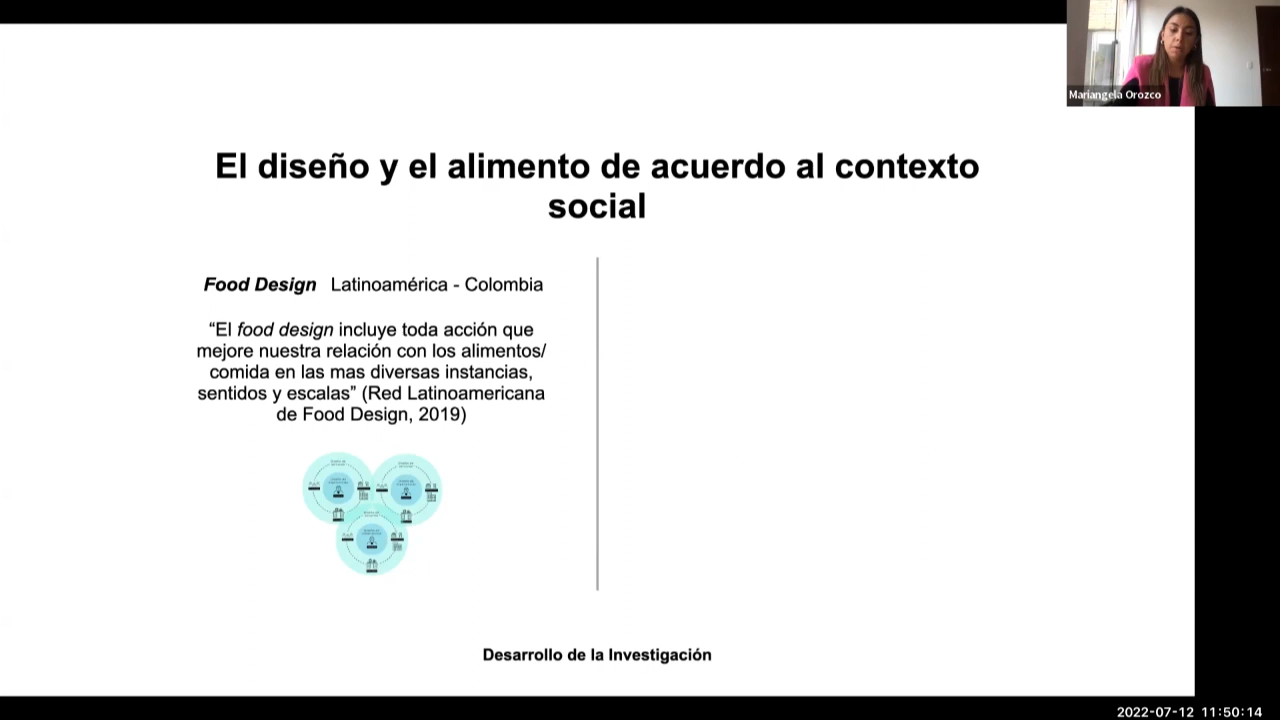 Mariangela Orozco
El diseño y el alimento de acuerdo al contexto
social
Food Design Latinoamérica - Colombia
“El food design incluye toda acción que
mejore nuestra relación con los alimentos/
comida en las mas diversas instancias,
sentidos y escalas” (Red Latinoamericana
de Food Design, 2019)
Desarrollo de la Investigación
2022-07-12 11:50:14